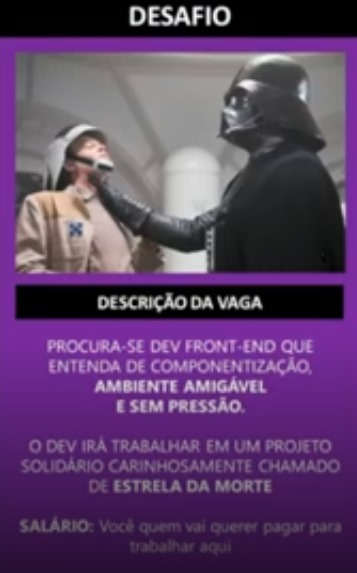 DESAFIO
DESCRIÇÃO DA VAGA
PROCURA-SE DEV FRONT-END QUE
ENTENDA DE COMPONENTIZAÇÃO,
AMBIENTE AMIGÁVEL
E SEM PRESSÃO.
O DEV IRÁ TRABALHAR EM UM PROJETO
SOLIDÁRIO CARINHOSAMENTE CHAMADO
DE ESTRELA DA MORTE
SALÁRIO: Você quem vai querer pagar para
trabalhar aqui